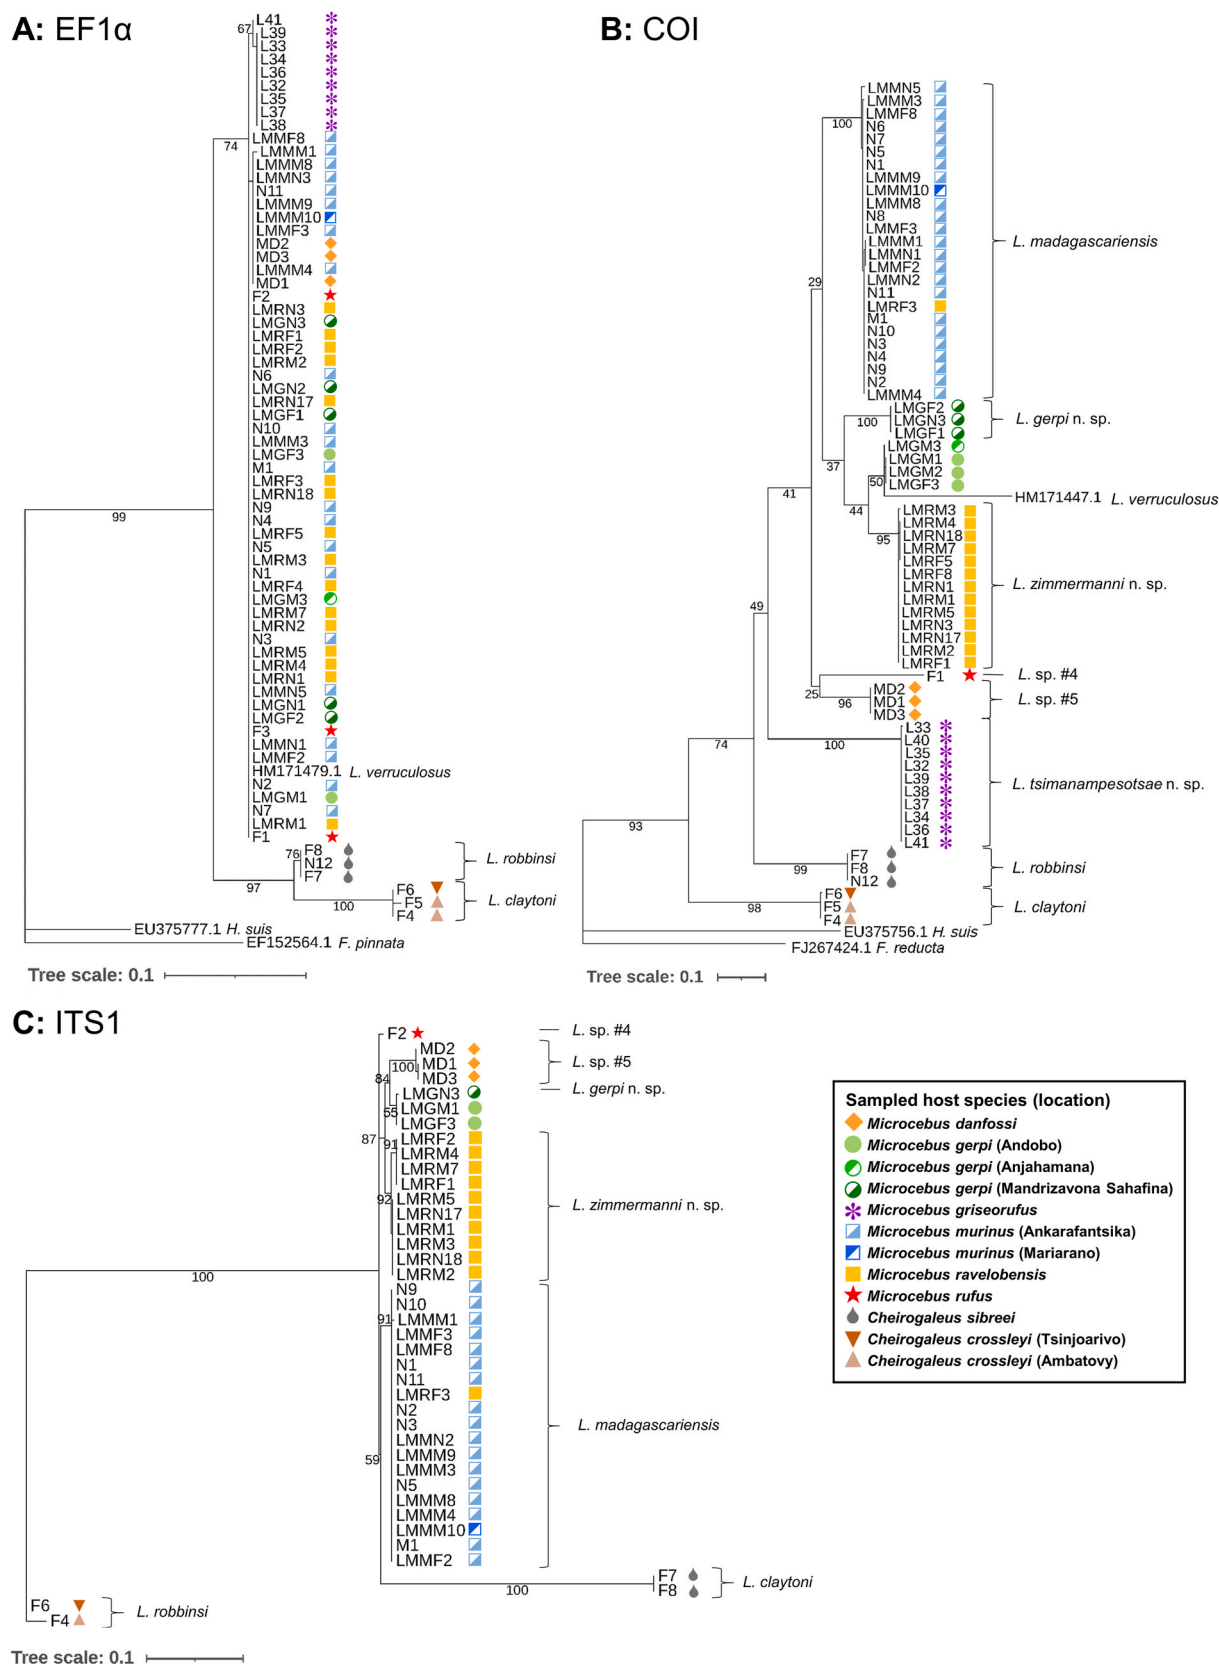 A: EF1α
L41
67
L39
L33
L34
L36
L32
L35
L37
L38
LMMF8
74
LMMM1
LMMM8
LMMN3
N11
LMMM9
LMMM10
LMMF3
MD2
MD3
LMMM4
MD1
F2
LMRN3
LMGN3
LMRF1
LMRF2
LMRM2
N6
LMGN2
LMRN17
LMGF1
N10
LMMM3
LMGF3
M1
LMRF3
LMRN18
N9
N4
99
LMRF5
N5
LMRM3
N1
LMRF4
LMGM3
LMRM7
LMRN2
N3
LMRM5
LMRM4
LMRN1
LMMN5
LMGN1
LMGF2
F3
LMMN1
LMMF2
HM171479.1 L. verruculosus
N2
LMGM1
N7
LMRM1
F1
76
F8
N12
F7
L. robbinsi
97
F6
F5
F4
100
L. claytoni
EU375777.1 H. suis
EF152564.1 F. pinnata
Tree scale: 0.1
B: COI
LMMN5
LMMM3
LMMF8
100
N6
N7
N5
N1
LMMM9
LMMM10
LMMM8
N8
LMMF3
LMMM1
L. madagascariensis
LMMN1
LMMF2
29
LMMN2
N11
LMRF3
M1
N10
N3
N4
N9
N2
LMMM4
LMGF2
LMGN3
100
L. gerpi n. sp.
LMGF1
LMGM3
LMGM1
37
LMGM2
50
LMGF3
41
HM171447.1 L. verruculosus
44
LMRM3
LMRM4
LMRN18
95
LMRM7
LMRF5
LMRF8
LMRN1
L. zimmermanni n. sp.
LMRM1
LMRM5
49
LMRN3
LMRN17
LMRM2
LMRF1
F1
L. sp. #4
25
MD2
MD1
96
MD3
L. sp. #5
L33
L40
74
100
L35
L32
L39
L38
L. tsimanampesotsae n. sp.
L37
L34
93
L36
L41
F7
F8
99
N12
L. robbinsi
F6
F5
98
F4
L. claytoni
EU375756.1 H. suis
FJ267424.1 F. reducta
Tree scale: 0.1
C: ITS1
F2
L. sp. #4
MD2
MD1
100
MD3
L. sp. #5
84
LMGN3
L. gerpi n. sp.
LMGM1
55
LMGF3
87
LMRF2
91
LMRM4
LMRM7
LMRF1
92
LMRM5
L. zimmermanni n. sp.
LMRN17
LMRM1
LMRM3
LMRN18
LMRM2
100
N9
N10
91
LMMM1
LMMF3
LMMF8
N1
N11
LMRF3
N2
L. madagascariensis
N3
LMMN2
59
LMMM9
LMMM3
N5
LMMM8
LMMM4
LMMM10
M1
LMMF2
F7
F8
100
L. claytoni
F6
F4
L. robbinsi
Tree scale: 0.1
Sampled host species (location)
Microcebus danfossi
Microcebus gerpi (Andobo)
Microcebus gerpi (Anjahamana)
Microcebus gerpi (Mandrizavona Sahafina)
Microcebus griseorufus
Microcebus murinus (Ankarafantsika)
Microcebus murinus (Mariarano)
Microcebus ravelobensis
Microcebus rufus
Cheirogaleus sibreei
Cheirogaleus crossleyi (Tsinjoarivo)
Cheirogaleus crossleyi (Ambatovy)